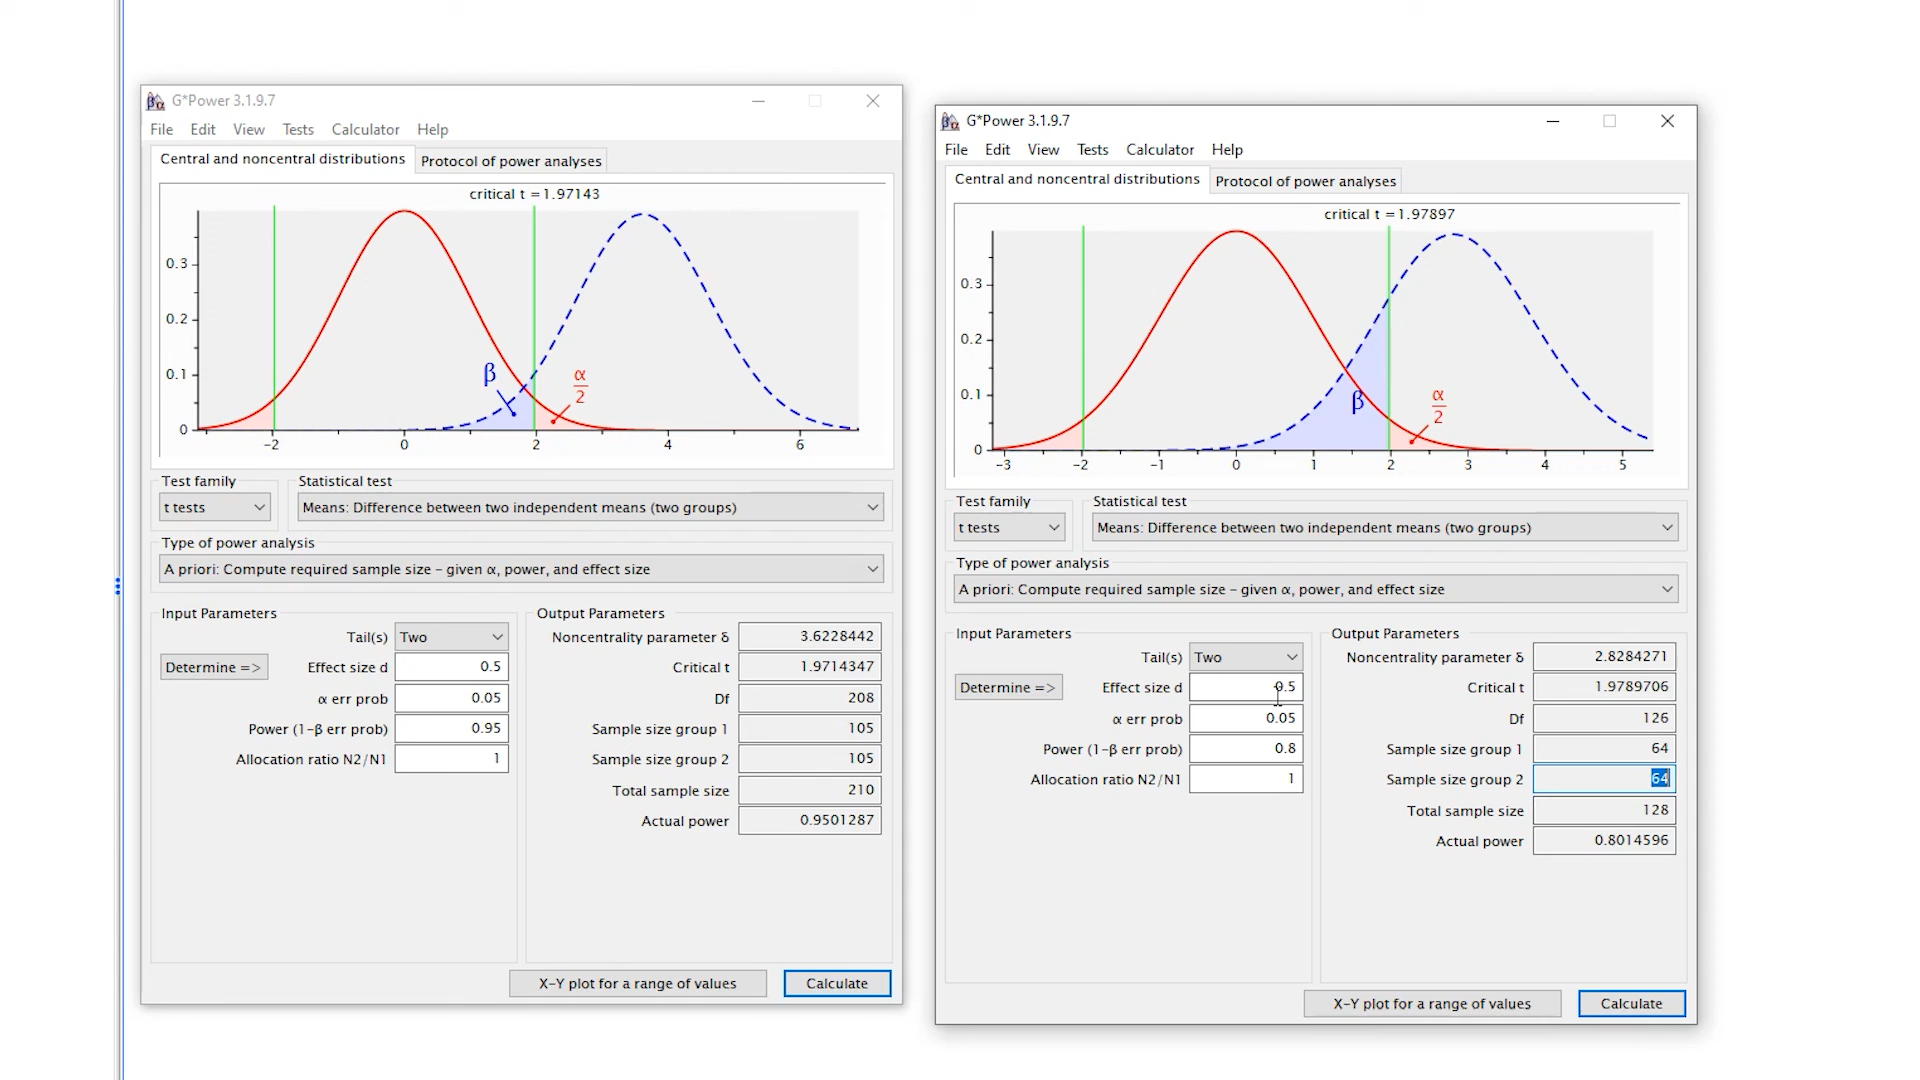 G*Power 3.1.9.7
File Edit View Tests Calculator Help
Central and noncentral distributions Protocol of power analyses
critical t = 1.97143
0.3
0.2
0.1
0
β
α
2
-2 0 2 4 6
Test family Statistical test
t tests Means: Difference between two independent means (two groups)
Type of power analysis
A priori: Compute required sample size - given α, power, and effect size
Input Parameters
Tail(s) Two
Determine => Effect size d 0.5
α err prob 0.05
Power (1-β err prob) 0.95
Allocation ratio N2/N1 1
Output Parameters
Noncentrality parameter δ 3.6228442
Critical t 1.9714347
Df 208
Sample size group 1 105
Sample size group 2 105
Total sample size 210
Actual power 0.9501287
X-Y plot for a range of values Calculate
G*Power 3.1.9.7
File Edit View Tests Calculator Help
Central and noncentral distributions Protocol of power analyses
critical t = 1.97897
0.3
0.2
0.1
0
β
α
2
-3 -2 -1 0 1 2 3 4 5
Test family Statistical test
t tests Means: Difference between two independent means (two groups)
Type of power analysis
A priori: Compute required sample size - given α, power, and effect size
Input Parameters
Tail(s) Two
Determine => Effect size d 0.5
α err prob 0.05
Power (1-β err prob) 0.8
Allocation ratio N2/N1 1
Output Parameters
Noncentrality parameter δ 2.8284271
Critical t 1.9789706
Df 126
Sample size group 1 64
Sample size group 2 64
Total sample size 128
Actual power 0.8014596
X-Y plot for a range of values Calculate